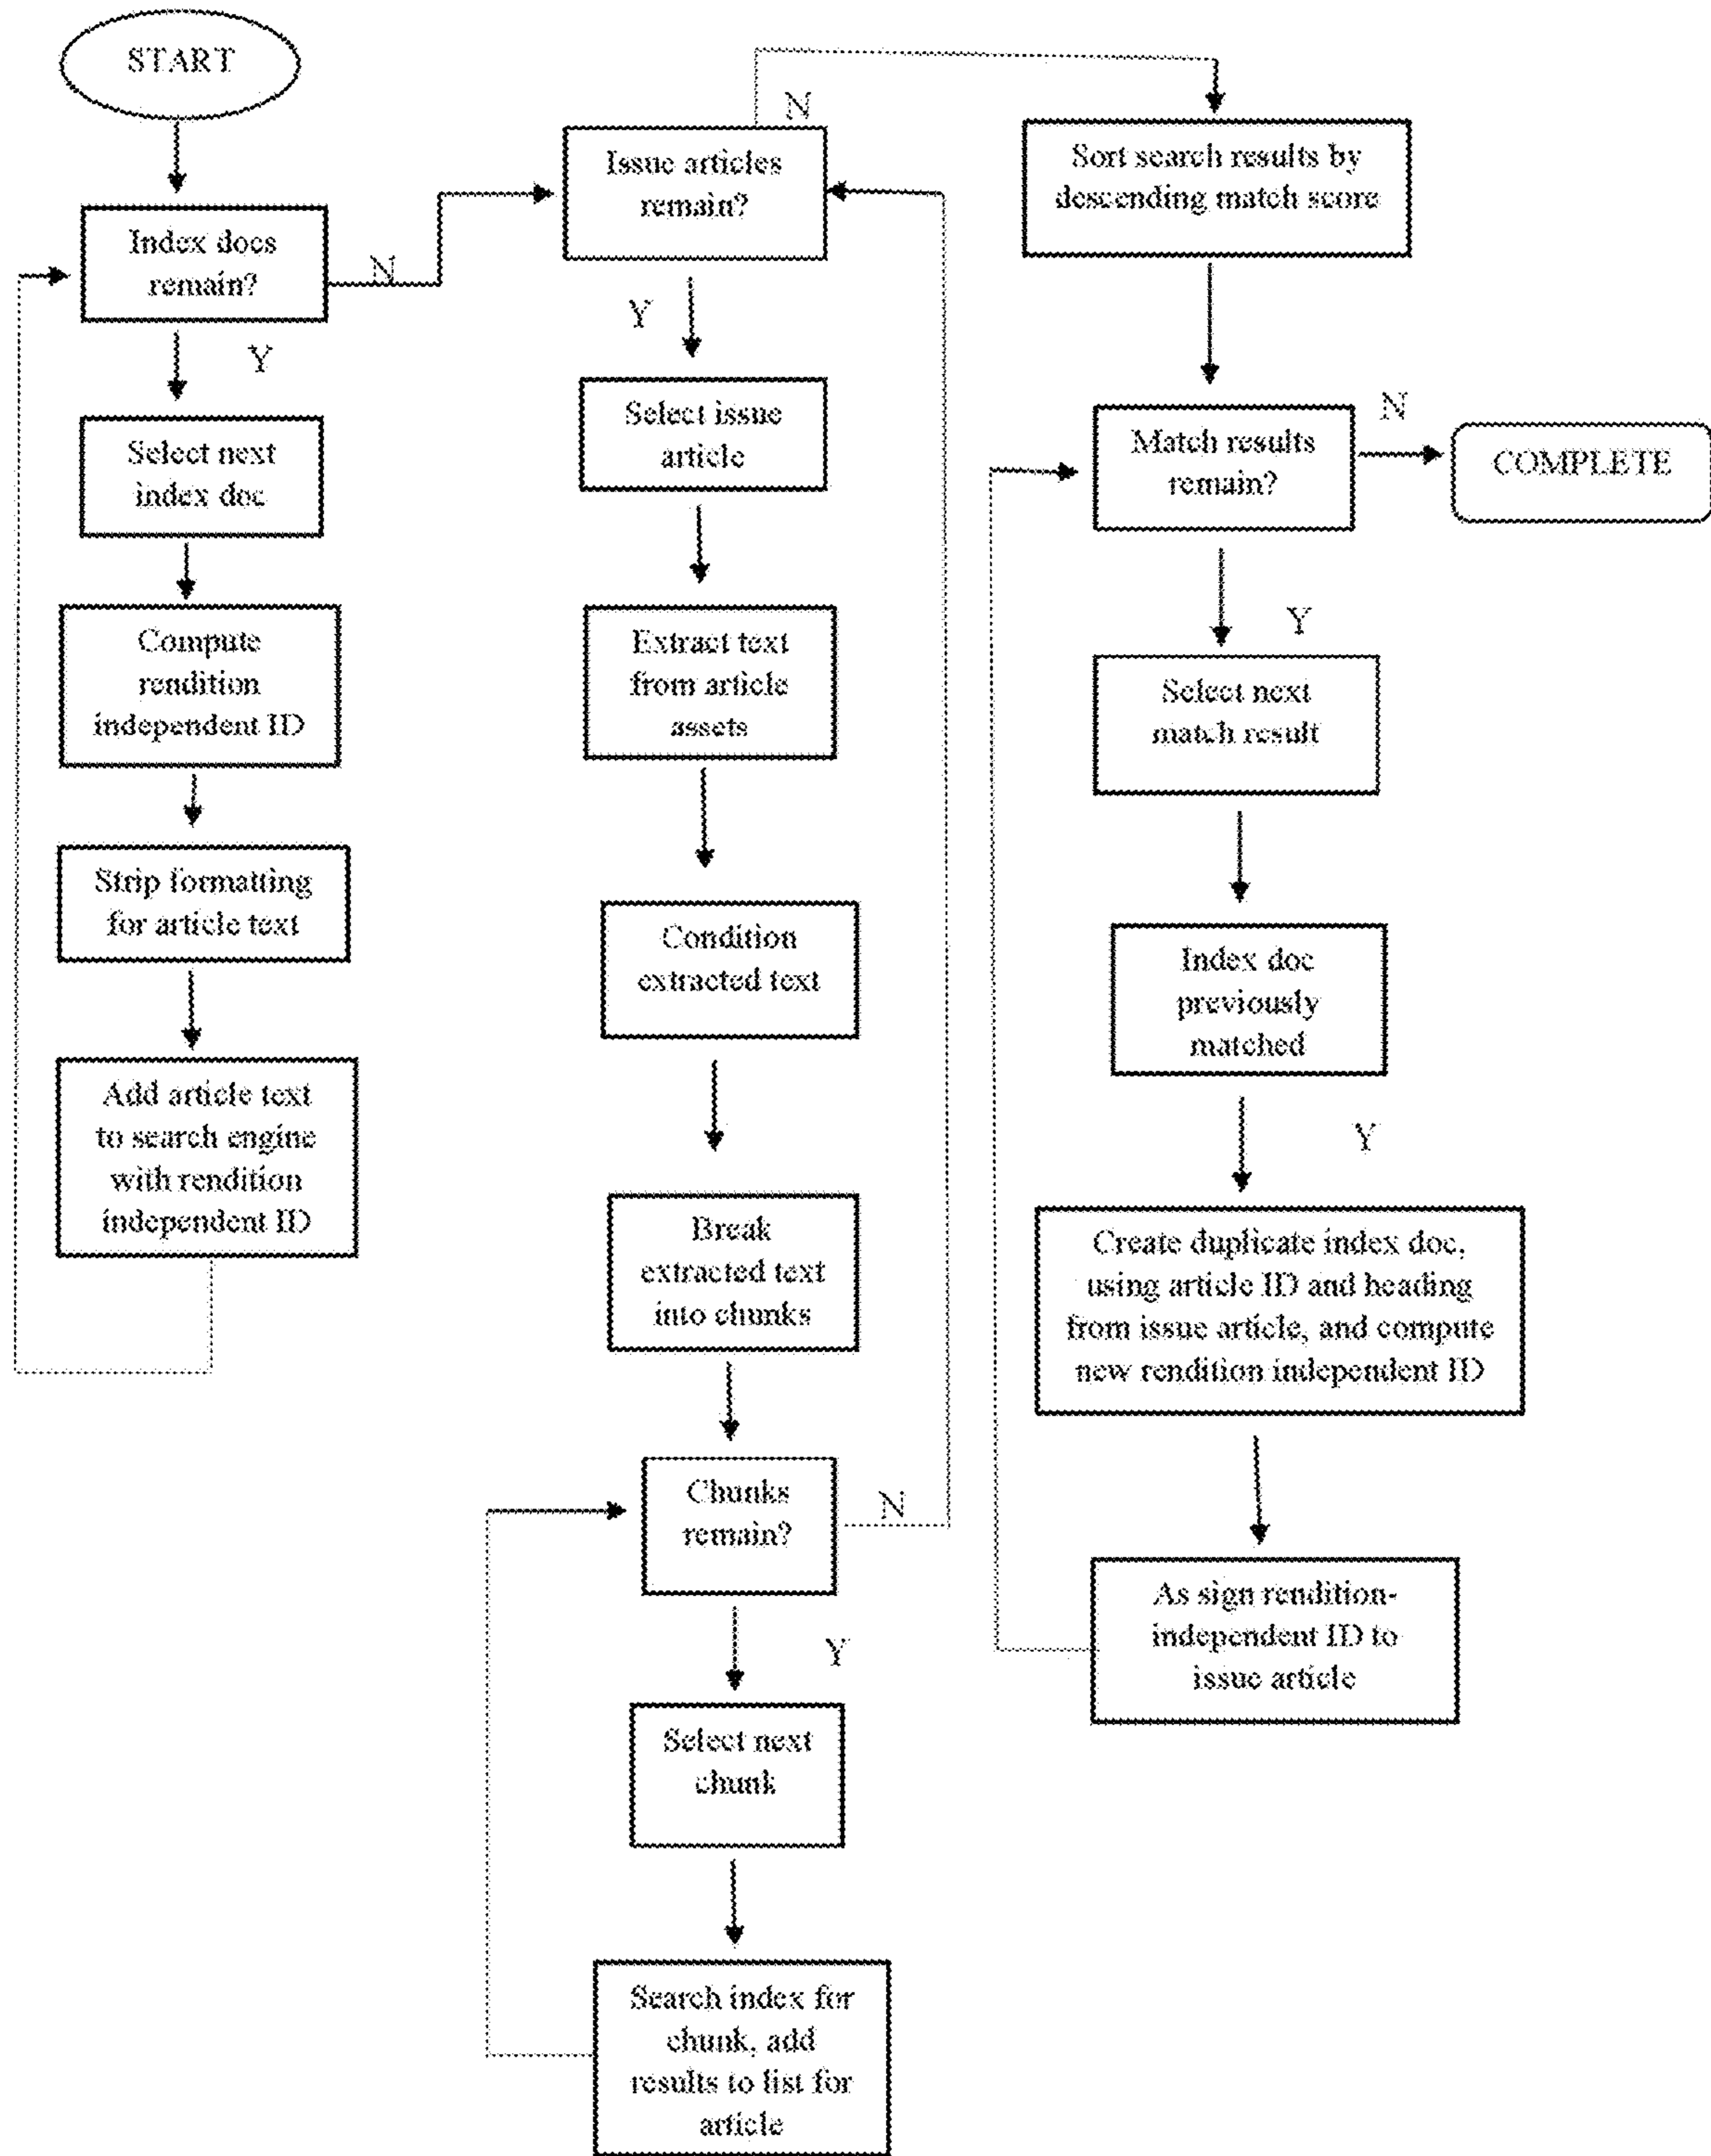 START
Index docs
remain?
N
Y
Select next
index doc
Compute
rendition
independent ID
Strip formatting
for article text
Add article text
to search engine
with rendition
independent ID
Issue articles
remain?
N
Y
Select issue
article
Extract text
from article
assets
Condition
extracted text
Break
extracted text
into chunks
Chunks
remain?
N
Y
Select next
chunk
Search index for
chunk, add
results to list for
article
Sort search results by
descending match score
Match results
remain?
N
COMPLETE
Y
Select next
match result
Index doc
previously
matched
Y
Create duplicate index doc,
using article ID and heading
from issue article, and compute
new rendition independent ID
As sign rendition-
independent ID to
issue article